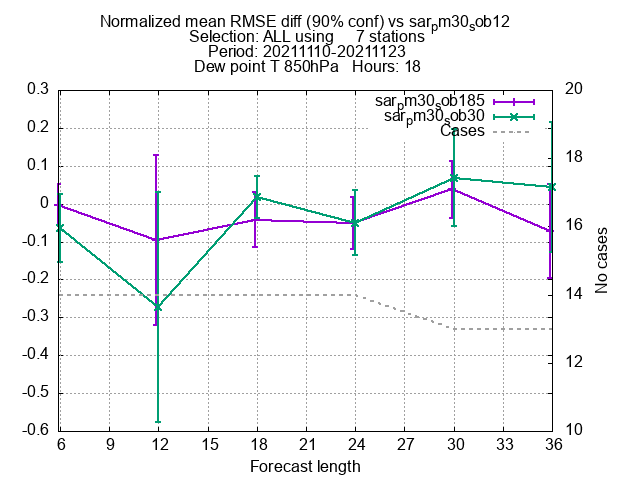 Normalized mean RMSE diff (90% conf) vs sarpm30sob12
Selection: ALL using 7 stations
Period: 20211110-20211123
Dew point T 850hPa Hours: 18
sarpm30sob185
sarpm30sob30
Cases
0.3
0.2
0.1
0
-0.1
-0.2
-0.3
-0.4
-0.5
-0.6
20
18
16
14
12
10
No cases
6 9 12 15 18 21 24 27 30 33 36
Forecast length